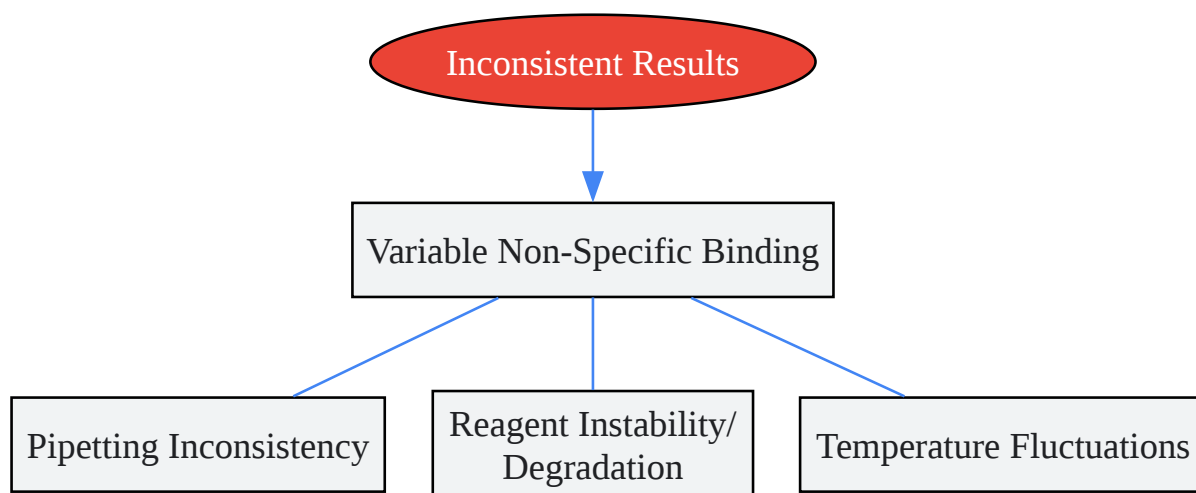 Inconsistent Results
Variable Non-Specific Binding
Pipetting Inconsistency
Reagent Instability/
Degradation
Temperature Fluctuations